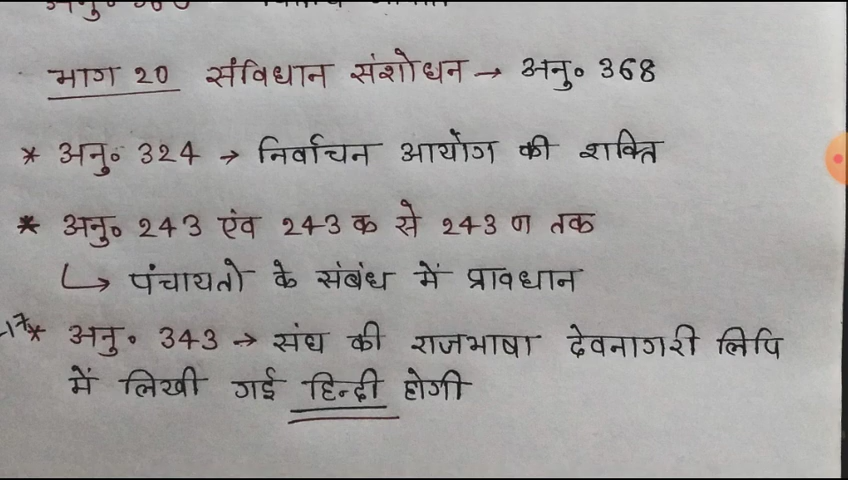 भाग 20 संविधान संशोधन → अनु० 368
* अनु० 324 → निर्वाचन आयोग की शक्ति
* अनु० 243 एंव 243 क से 243 ण तक
↳ पंचायतो के संबंध में प्रावधान
* अनु० 343 → संघ की राजभाषा देवनागरी लिपि
में लिखी गई हिन्दी होगी